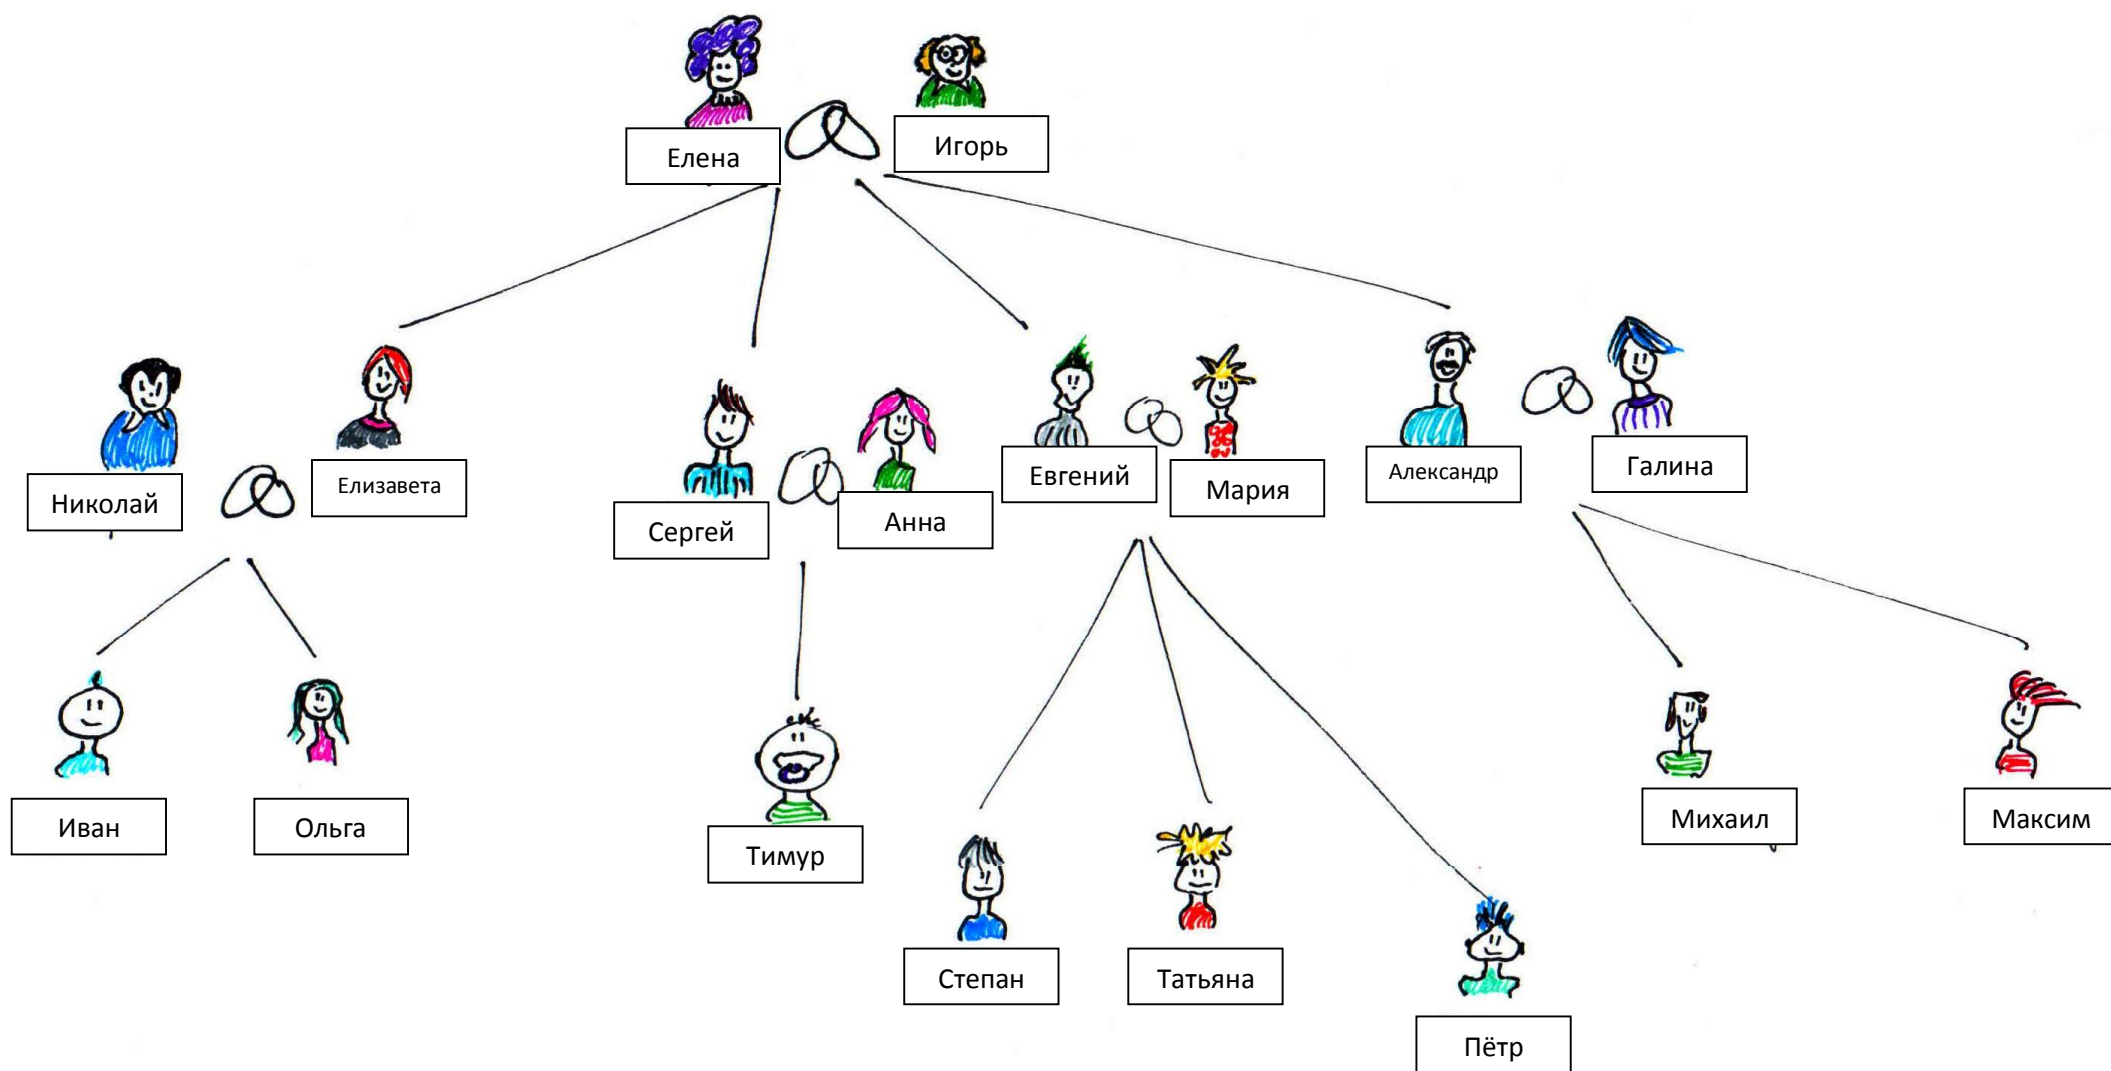 Елена
Игорь
Николай
Елизавета
Сергей
Анна
Евгений
Мария
Александр
Галина
Иван
Ольга
Тимур
Степан
Татьяна
Пётр
Михаил
Максим